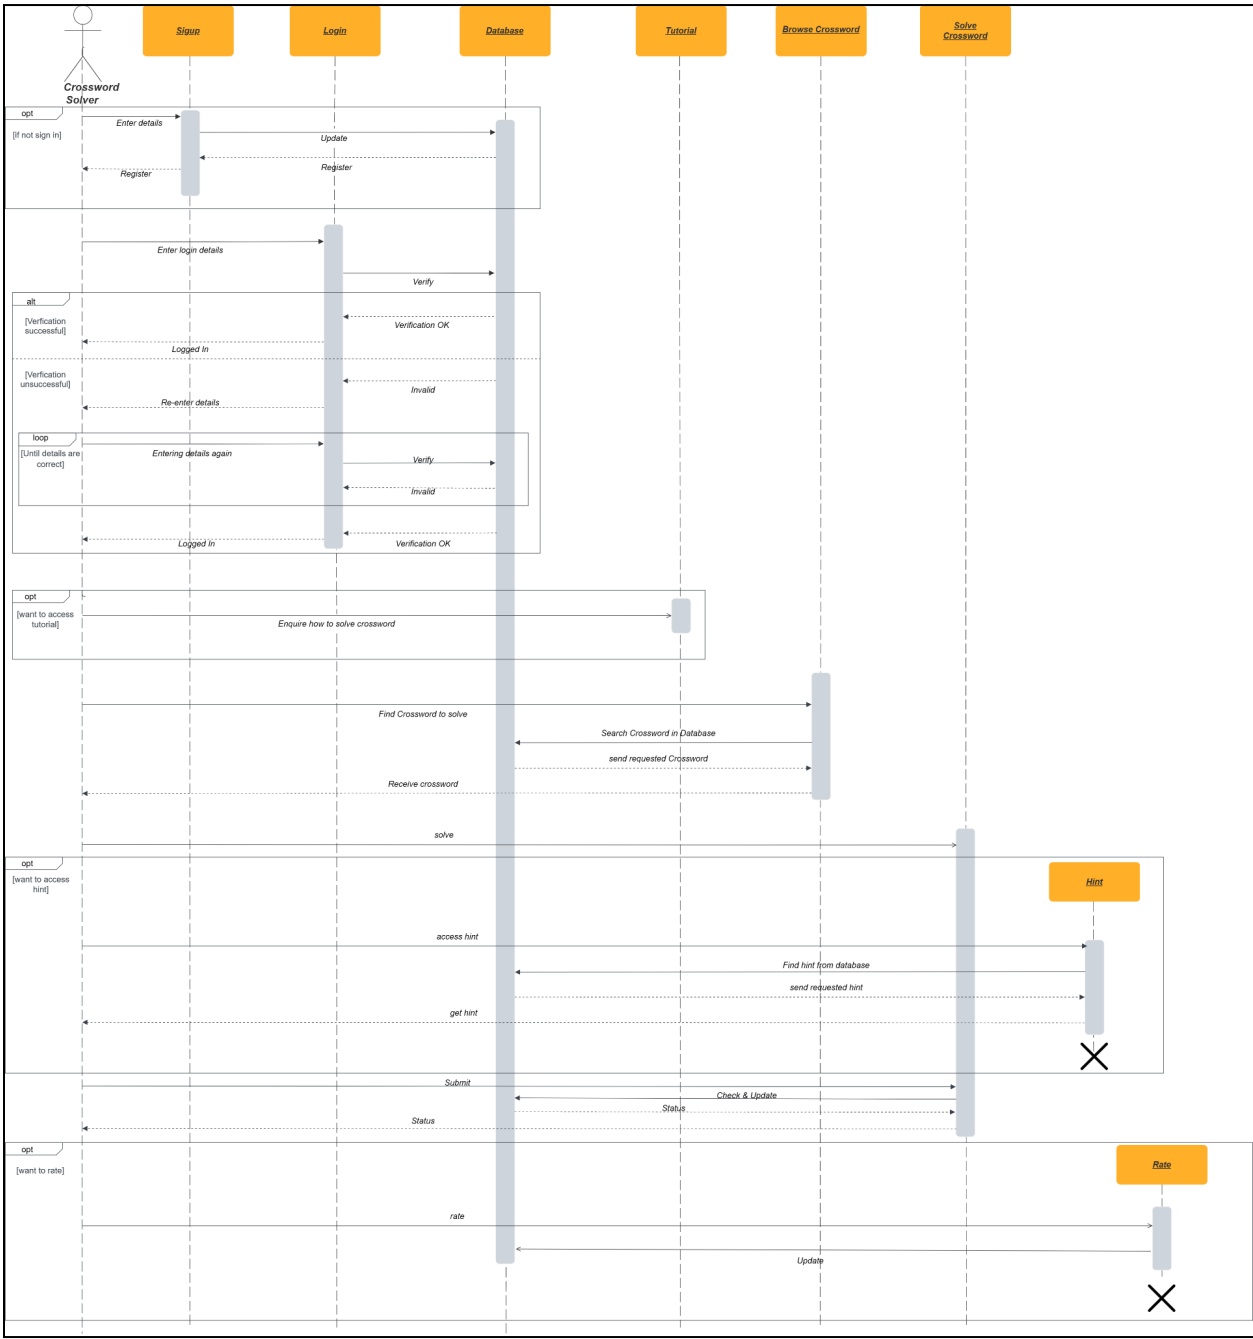 Sigup
Login
Database
Tutorial
Browse Crossword
Solve
Crossword
Crossword
Solver
opt
[if not sign in]
Enter details
Update
Register
Register
Enter login details
Verify
alt
[Verfication
successful]
Verification OK
Logged In
[Verfication
unsuccessful]
Invalid
Re-enter details
loop
[Until details are
correct]
Entering details again
Verify
Invalid
Logged In
Verification OK
opt
[want to access
tutorial]
Enquire how to solve crossword
Find Crossword to solve
Search Crossword in Database
send requested Crossword
Receive crossword
solve
opt
[want to access
hint]
Hint
access hint
Find hint from database
send requested hint
get hint
Submit
Check & Update
Status
Status
opt
[want to rate]
Rate
rate
Update